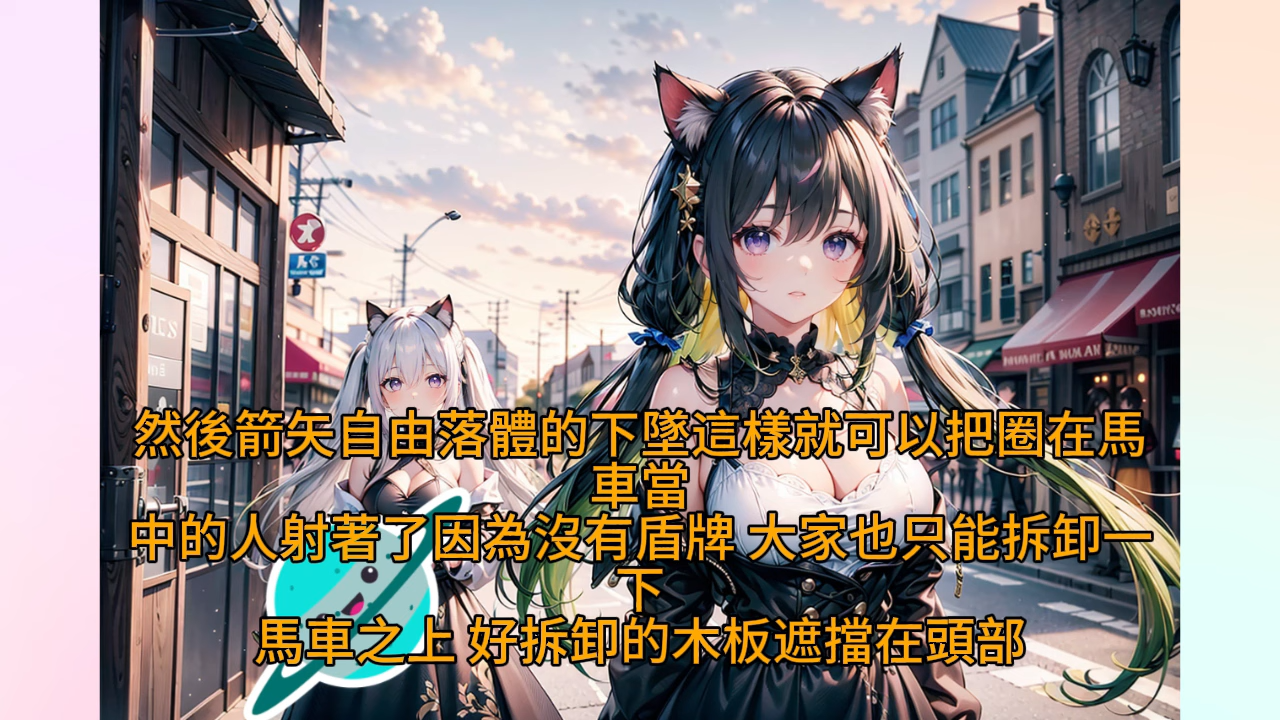 然後箭矢自由落體的下墜這樣就可以把圈在馬
車當
中的人射著了因為沒有盾牌 大家也只能拆卸一
下
馬車之上 好拆卸的木板遮擋在頭部